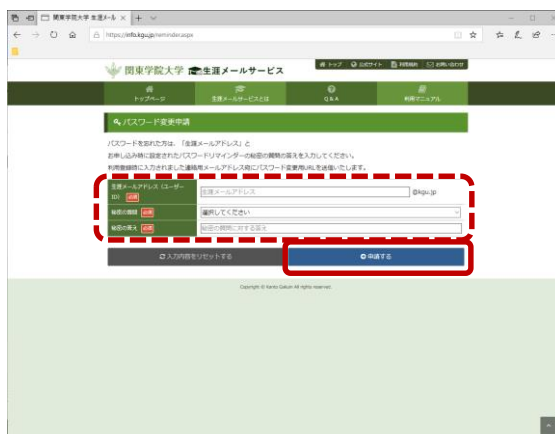 関東学院大学 生涯メール
https://info.kgu.jp/reminder.aspx
関東学院大学 生涯メールサービス
トップ 公式サイト 利用規約 お問い合わせ
トップページ 生涯メールサービスとは Q&A 利用マニュアル
パスワード変更申請
パスワードを忘れた方は、「生涯メールアドレス」と
お申し込み時に設定されたパスワードリマインダーの秘密の質問の答えを入力してください。
利用登録時に入力されました連絡用メールアドレス宛にパスワード変更用URLを送信いたします。
生涯メールアドレス(ユーザー
ID) 必須
生涯メールアドレス
@kgu.jp
秘密の質問 必須
選択してください
秘密の答え 必須
秘密の質問に対する答え
入力内容をリセットする
申請する
Copyright © Kanto Gakuin All rights reserved.